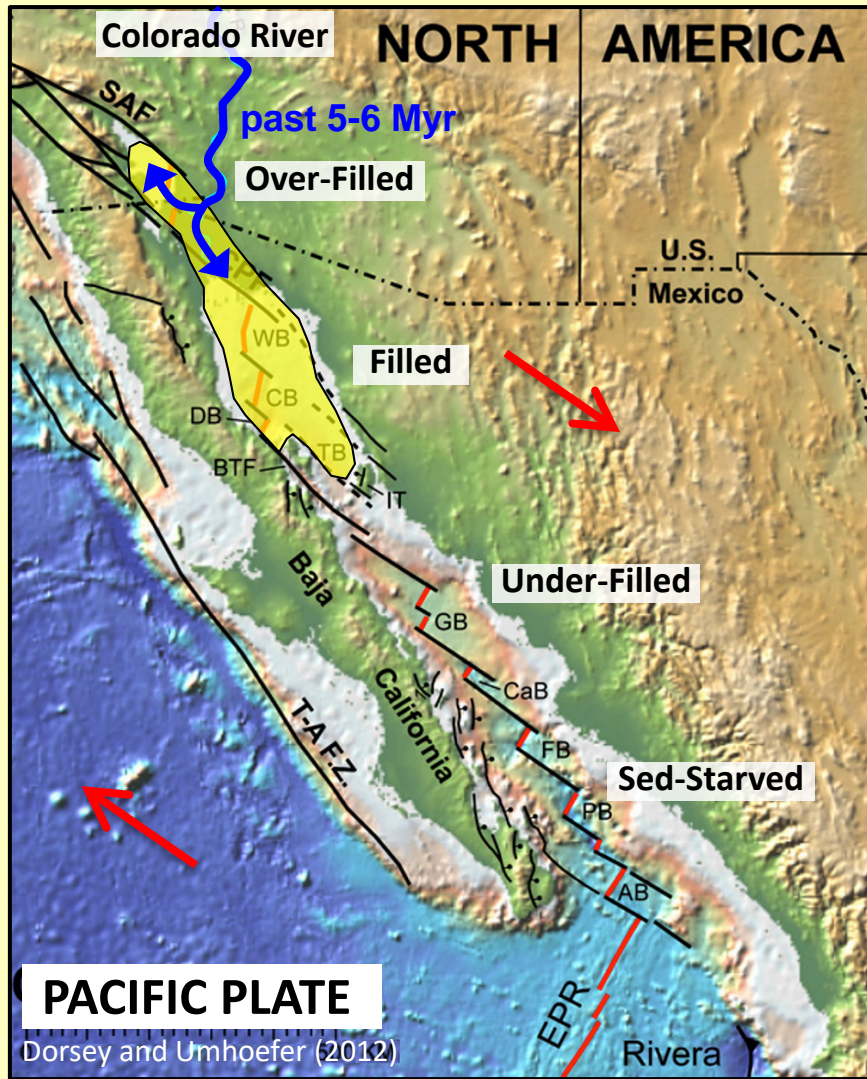 Colorado River
NORTH AMERICA
SAF
past 5-6 Myr
Over-Filled
U.S.
Mexico
WB
Filled
CB
DB
TB
BTF
IT
Baja
Under-Filled
GB
CaB
California
FB
T-A F.Z.
Sed-Starved
PB
AB
PACIFIC PLATE
EPR
Dorsey and Umhoefer (2012)
Rivera